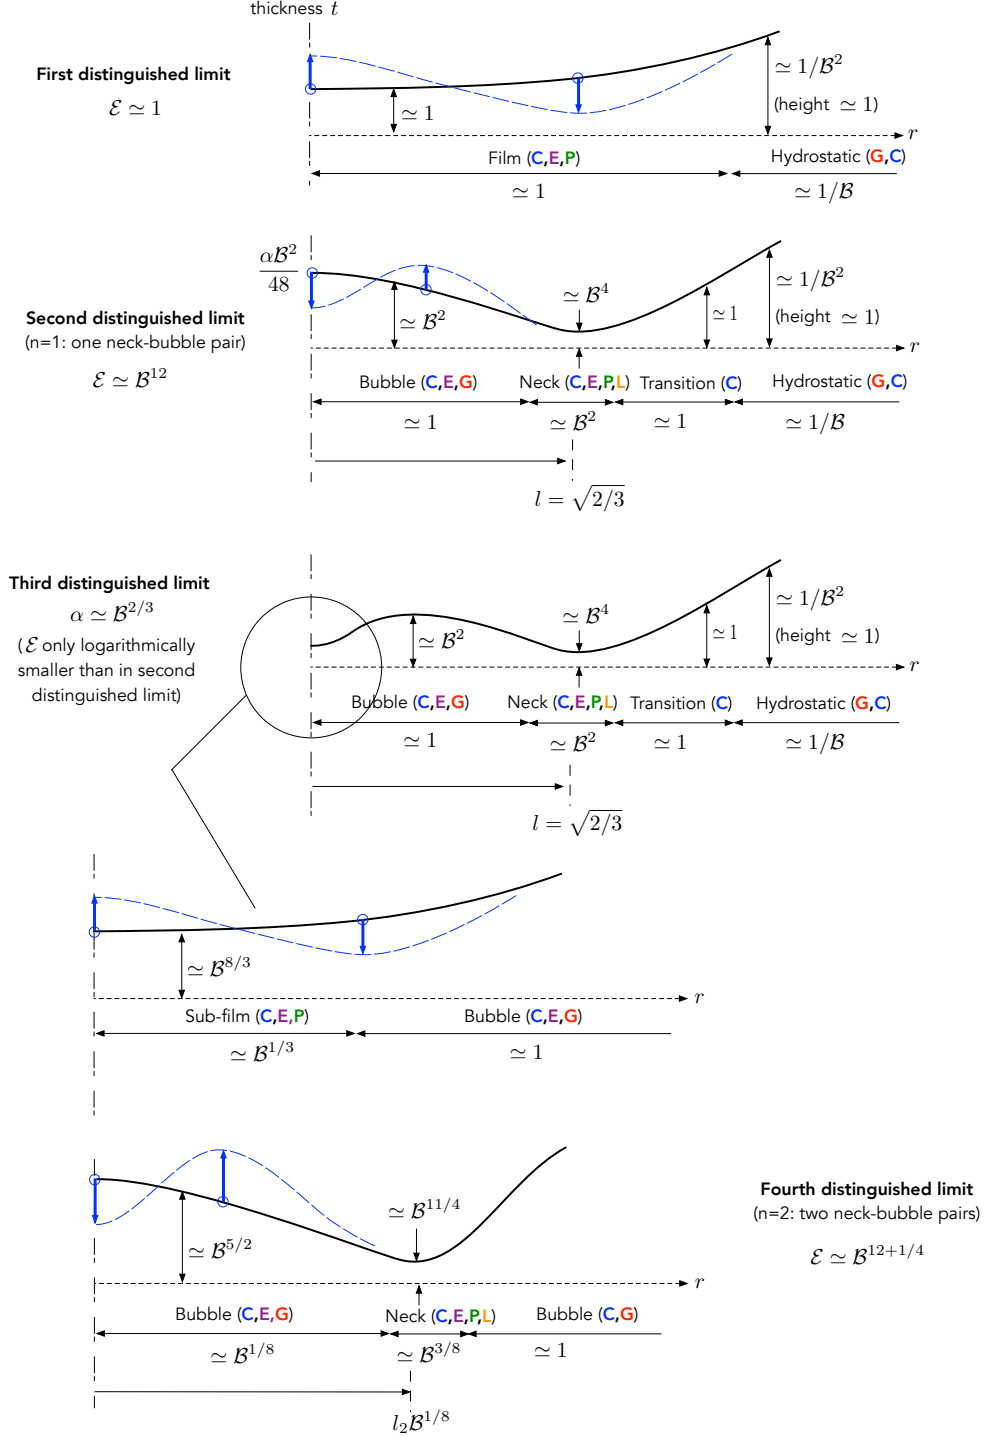 thickness t
First distinguished limit
ℰ ≃ 1
≃ 1
≃ 1/ℬ²
(height ≃ 1)
r
Film (C,E,P)
Hydrostatic (G,C)
≃ 1
≃ 1/ℬ
αℬ²/48
Second distinguished limit
(n=1: one neck-bubble pair)
ℰ ≃ ℬ¹²
≃ ℬ²
≃ ℬ⁴
≃ 1
≃ 1/ℬ²
(height ≃ 1)
r
Bubble (C,E,G)
Neck (C,E,P,L)
Transition (C)
Hydrostatic (G,C)
≃ 1
≃ ℬ²
≃ 1
≃ 1/ℬ
l = √(2/3)
Third distinguished limit
α ≃ ℬ^{2/3}
(ℰ only logarithmically
smaller than in second
distinguished limit)
≃ ℬ²
≃ ℬ⁴
≃ 1
≃ 1/ℬ²
(height ≃ 1)
r
Bubble (C,E,G)
Neck (C,E,P,L)
Transition (C)
Hydrostatic (G,C)
≃ 1
≃ ℬ²
≃ 1
≃ 1/ℬ
l = √(2/3)
≃ ℬ^{8/3}
r
Sub-film (C,E,P)
Bubble (C,E,G)
≃ ℬ^{1/3}
≃ 1
≃ ℬ^{5/2}
≃ ℬ^{11/4}
r
Fourth distinguished limit
(n=2: two neck-bubble pairs)
ℰ ≃ ℬ^{12+1/4}
Bubble (C,E,G)
Neck (C,E,P,L)
Bubble (C,G)
≃ ℬ^{1/8}
≃ ℬ^{3/8}
≃ 1
l₂ℬ^{1/8}